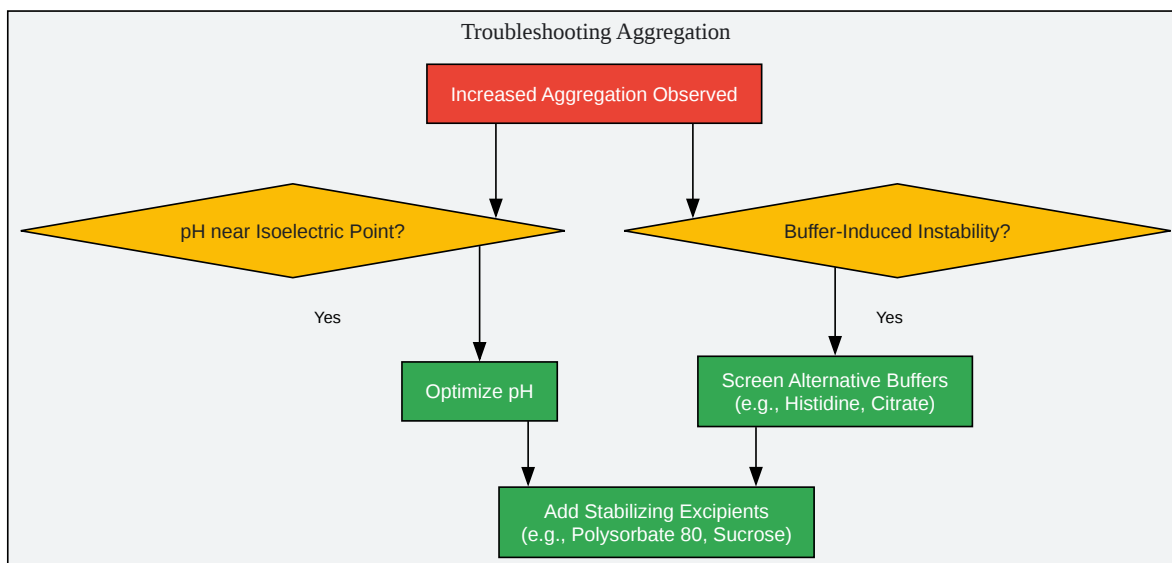 Troubleshooting Aggregation
Increased Aggregation Observed
pH near Isoelectric Point?
Buffer-Induced Instability?
Yes
Yes
Optimize pH
Screen Alternative Buffers
(e.g., Histidine, Citrate)
Add Stabilizing Excipients
(e.g., Polysorbate 80, Sucrose)